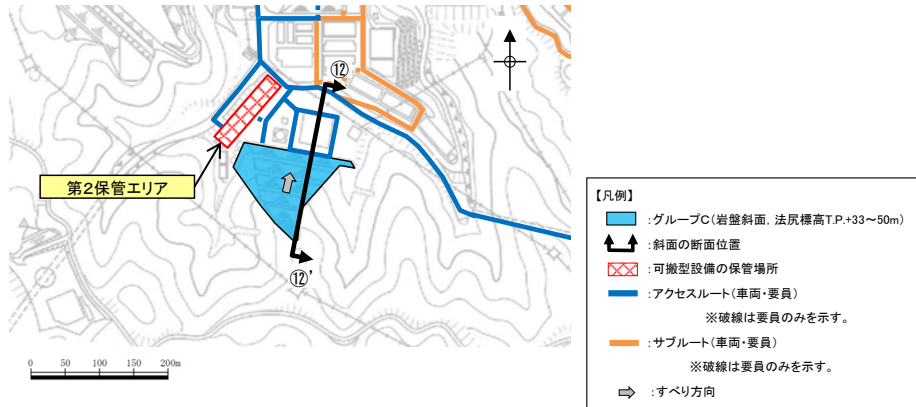 ⑫
第2保管エリア
⑫'
0 50 100 150 200m
【凡例】
:グループC(岩盤斜面, 法尻標高T.P.+33～50m)
:斜面の断面位置
:可搬型設備の保管場所
:アクセスルート(車両・要員)
※破線は要員のみを示す。
:サブルート(車両・要員)
※破線は要員のみを示す。
:すべり方向